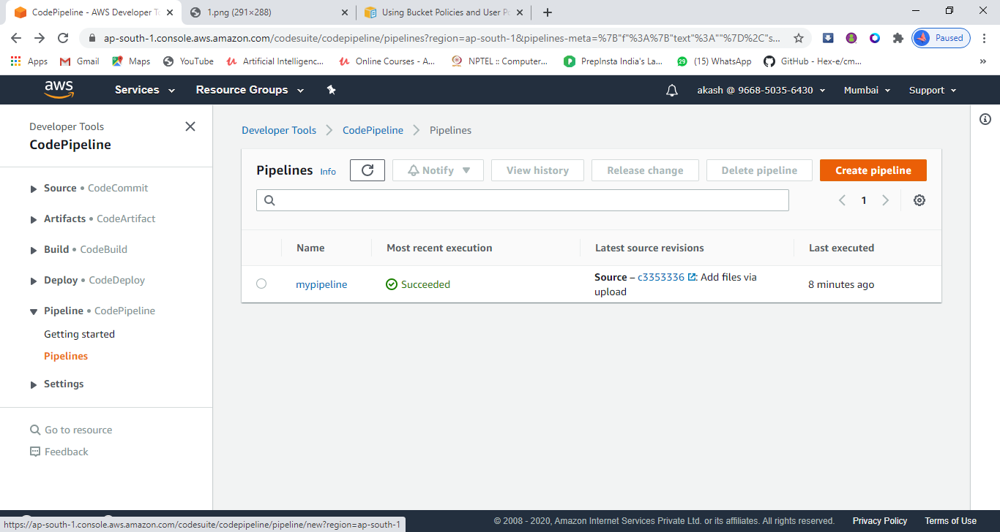 CodePipeline - AWS Developer To
1.png (291×288)
Using Bucket Policies and User Po
ap-south-1.console.aws.amazon.com/codesuite/codepipeline/pipelines?region=ap-south-1&pipelines-meta=%7B"f"%3A%7B"text"%3A""%7D%2C"s...
Paused
Apps
Gmail
Maps
YouTube
Artificial Intelligenc...
Online Courses - A...
NPTEL :: Computer...
PrepInsta India's La...
29
(15) WhatsApp
GitHub - Hex-e/cm...
»
aws
Services
Resource Groups
akash @ 9668-5035-6430
Mumbai
Support
Developer Tools
CodePipeline
Source • CodeCommit
Artifacts • CodeArtifact
Build • CodeBuild
Deploy • CodeDeploy
Pipeline • CodePipeline
Getting started
Pipelines
Settings
Go to resource
Feedback
Developer Tools
CodePipeline
Pipelines
Pipelines Info
Notify
View history
Release change
Delete pipeline
Create pipeline
1
Name
Most recent execution
Latest source revisions
Last executed
mypipeline
Succeeded
Source – c3353336 : Add files via
upload
8 minutes ago
https://ap-south-1.console.aws.amazon.com/codesuite/codepipeline/pipeline/new?region=ap-south-1
© 2008 - 2020, Amazon Internet Services Private Ltd. or its affiliates. All rights reserved.
Privacy Policy
Terms of Use